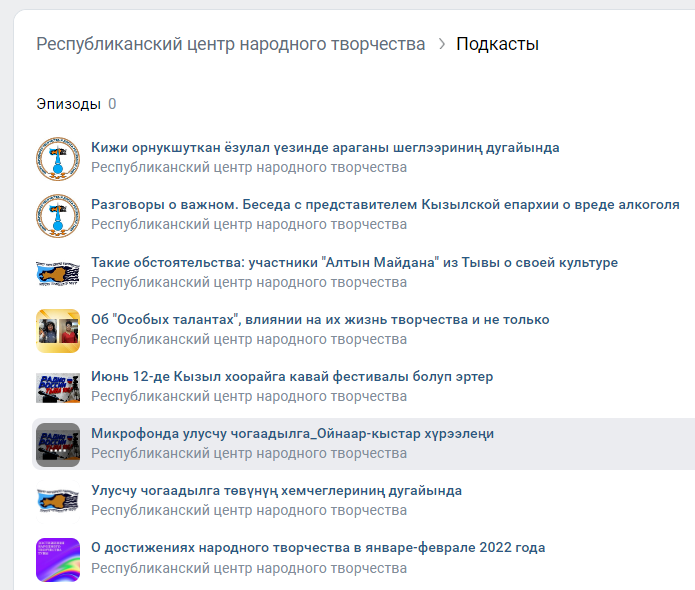 Республиканский центр народного творчества > Подкасты
Эпизоды 0
Кижи орнукшуткан ёзулал үезинде араганы шеглээриниң дугайында
Республиканский центр народного творчества
Разговоры о важном. Беседа с представителем Кызылской епархии о вреде алкоголя
Республиканский центр народного творчества
Такие обстоятельства: участники "Алтын Майдана" из Тывы о своей культуре
Республиканский центр народного творчества
Об "Особых талантах", влиянии на их жизнь творчества и не только
Республиканский центр народного творчества
Июнь 12-де Кызыл хоорайга кавай фестивалы болуп эртер
Республиканский центр народного творчества
Микрофонда улусчу чогаадылга_Ойнаар-кыстар хүрээлеңи
Республиканский центр народного творчества
Улусчу чогаадылга төвүнүң хемчеглериниң дугайында
Республиканский центр народного творчества
О достижениях народного творчества в январе-феврале 2022 года
Республиканский центр народного творчества